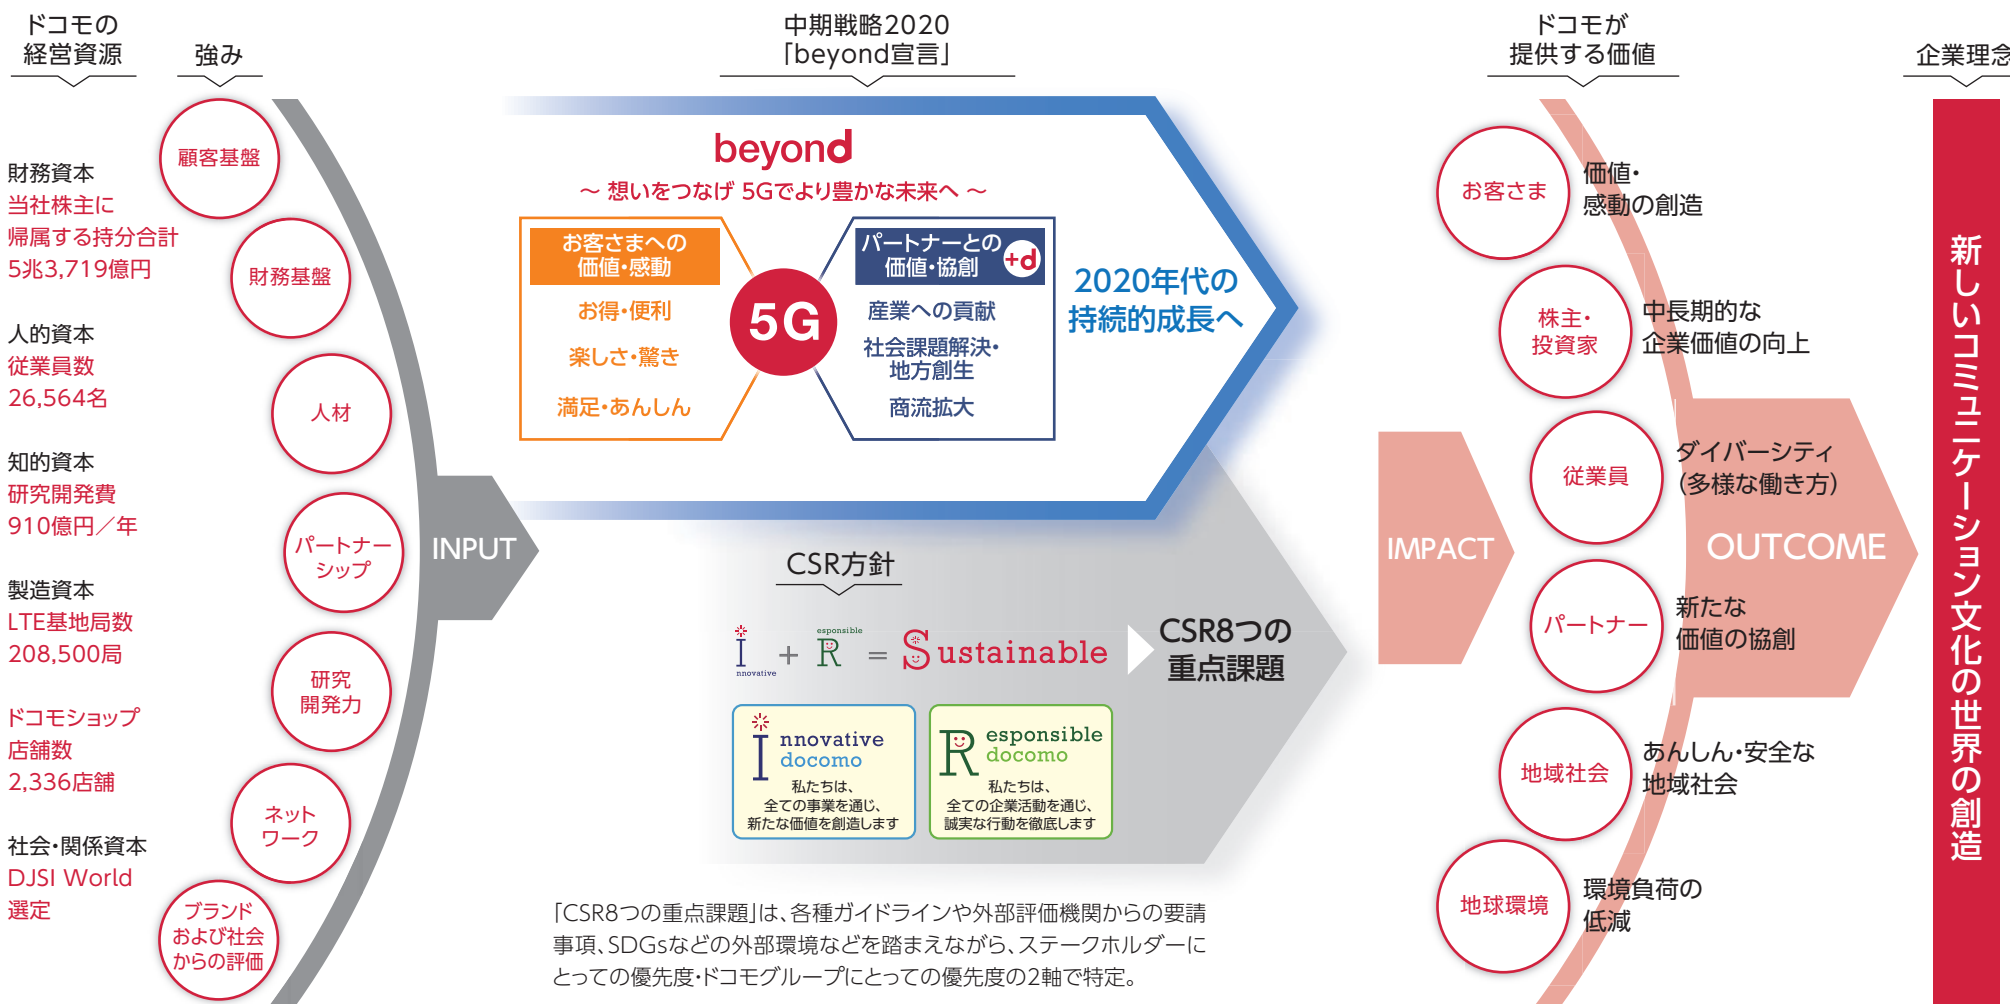 ドコモの
経営資源
強み
中期戦略2020
「beyond宣言」
ドコモが
提供する価値
企業理念
財務資本
当社株主に
帰属する持分合計
5兆3,719億円
人的資本
従業員数
26,564名
知的資本
研究開発費
910億円／年
製造資本
LTE基地局数
208,500局
ドコモショップ
店舗数
2,336店舗
社会・関係資本
DJSI World
選定
顧客基盤
財務基盤
人材
パートナー
シップ
研究
開発力
ネット
ワーク
ブランド
および社会
からの評価
INPUT
beyond
～ 想いをつなげ 5Gでより豊かな未来へ ～
お客さまへの
価値・感動
お得・便利
楽しさ・驚き
満足・あんしん
5G
パートナーとの
価値・協創
+d
産業への貢献
社会課題解決・
地方創生
商流拡大
2020年代の
持続的成長へ
CSR方針
Innovative + Responsible = Sustainable
CSR8つの
重点課題
Innovative
docomo
私たちは、
全ての事業を通じ、
新たな価値を創造します
Responsible
docomo
私たちは、
全ての企業活動を通じ、
誠実な行動を徹底します
「CSR8つの重点課題」は、各種ガイドラインや外部評価機関からの要請
事項、SDGsなどの外部環境などを踏まえながら、ステークホルダーに
とっての優先度・ドコモグループにとっての優先度の2軸で特定。
IMPACT
お客さま
価値・
感動の創造
株主・
投資家
中長期的な
企業価値の向上
従業員
ダイバーシティ
（多様な働き方）
パートナー
新たな
価値の協創
地域社会
あんしん・安全な
地域社会
地球環境
環境負荷の
低減
OUTCOME
新しいコミュニケーション文化の世界の創造